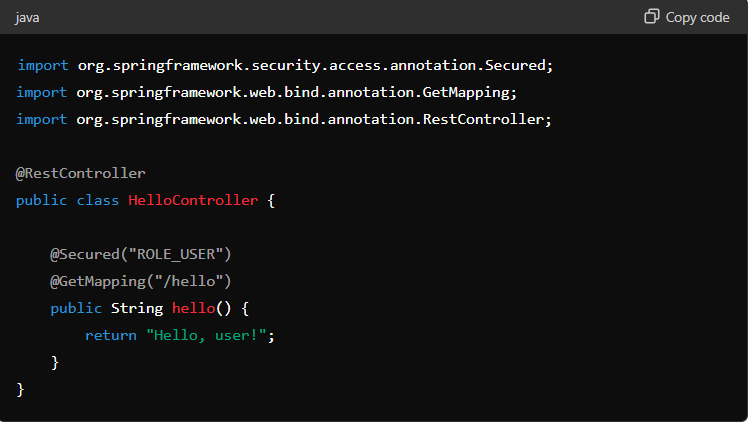 java
Copy code
import org.springframework.security.access.annotation.Secured;
import org.springframework.web.bind.annotation.GetMapping;
import org.springframework.web.bind.annotation.RestController;
@RestController
public class HelloController {
@Secured("ROLE_USER")
@GetMapping("/hello")
public String hello() {
return "Hello, user!";
}
}